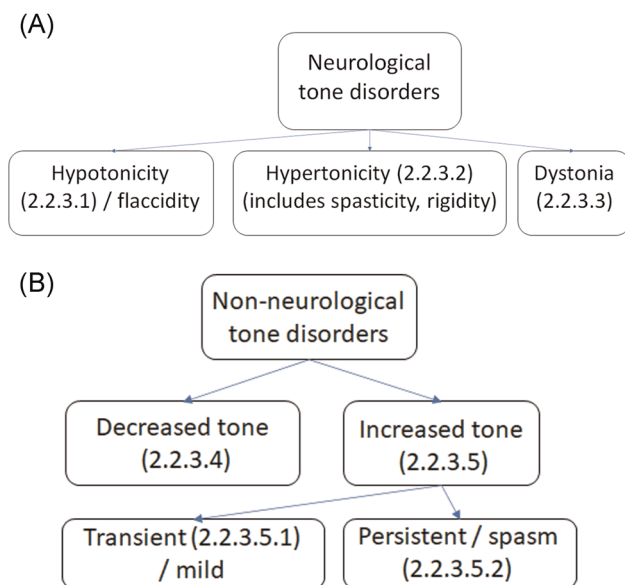 (A)
Neurological
tone disorders
Hypotonicity
(2.2.3.1) / flaccidity
Hypertonicity (2.2.3.2)
(includes spasticity, rigidity)
Dystonia
(2.2.3.3)
(B)
Non-neurological
tone disorders
Decreased tone
(2.2.3.4)
Increased tone
(2.2.3.5)
Transient (2.2.3.5.1)
/ mild
Persistent / spasm
(2.2.3.5.2)